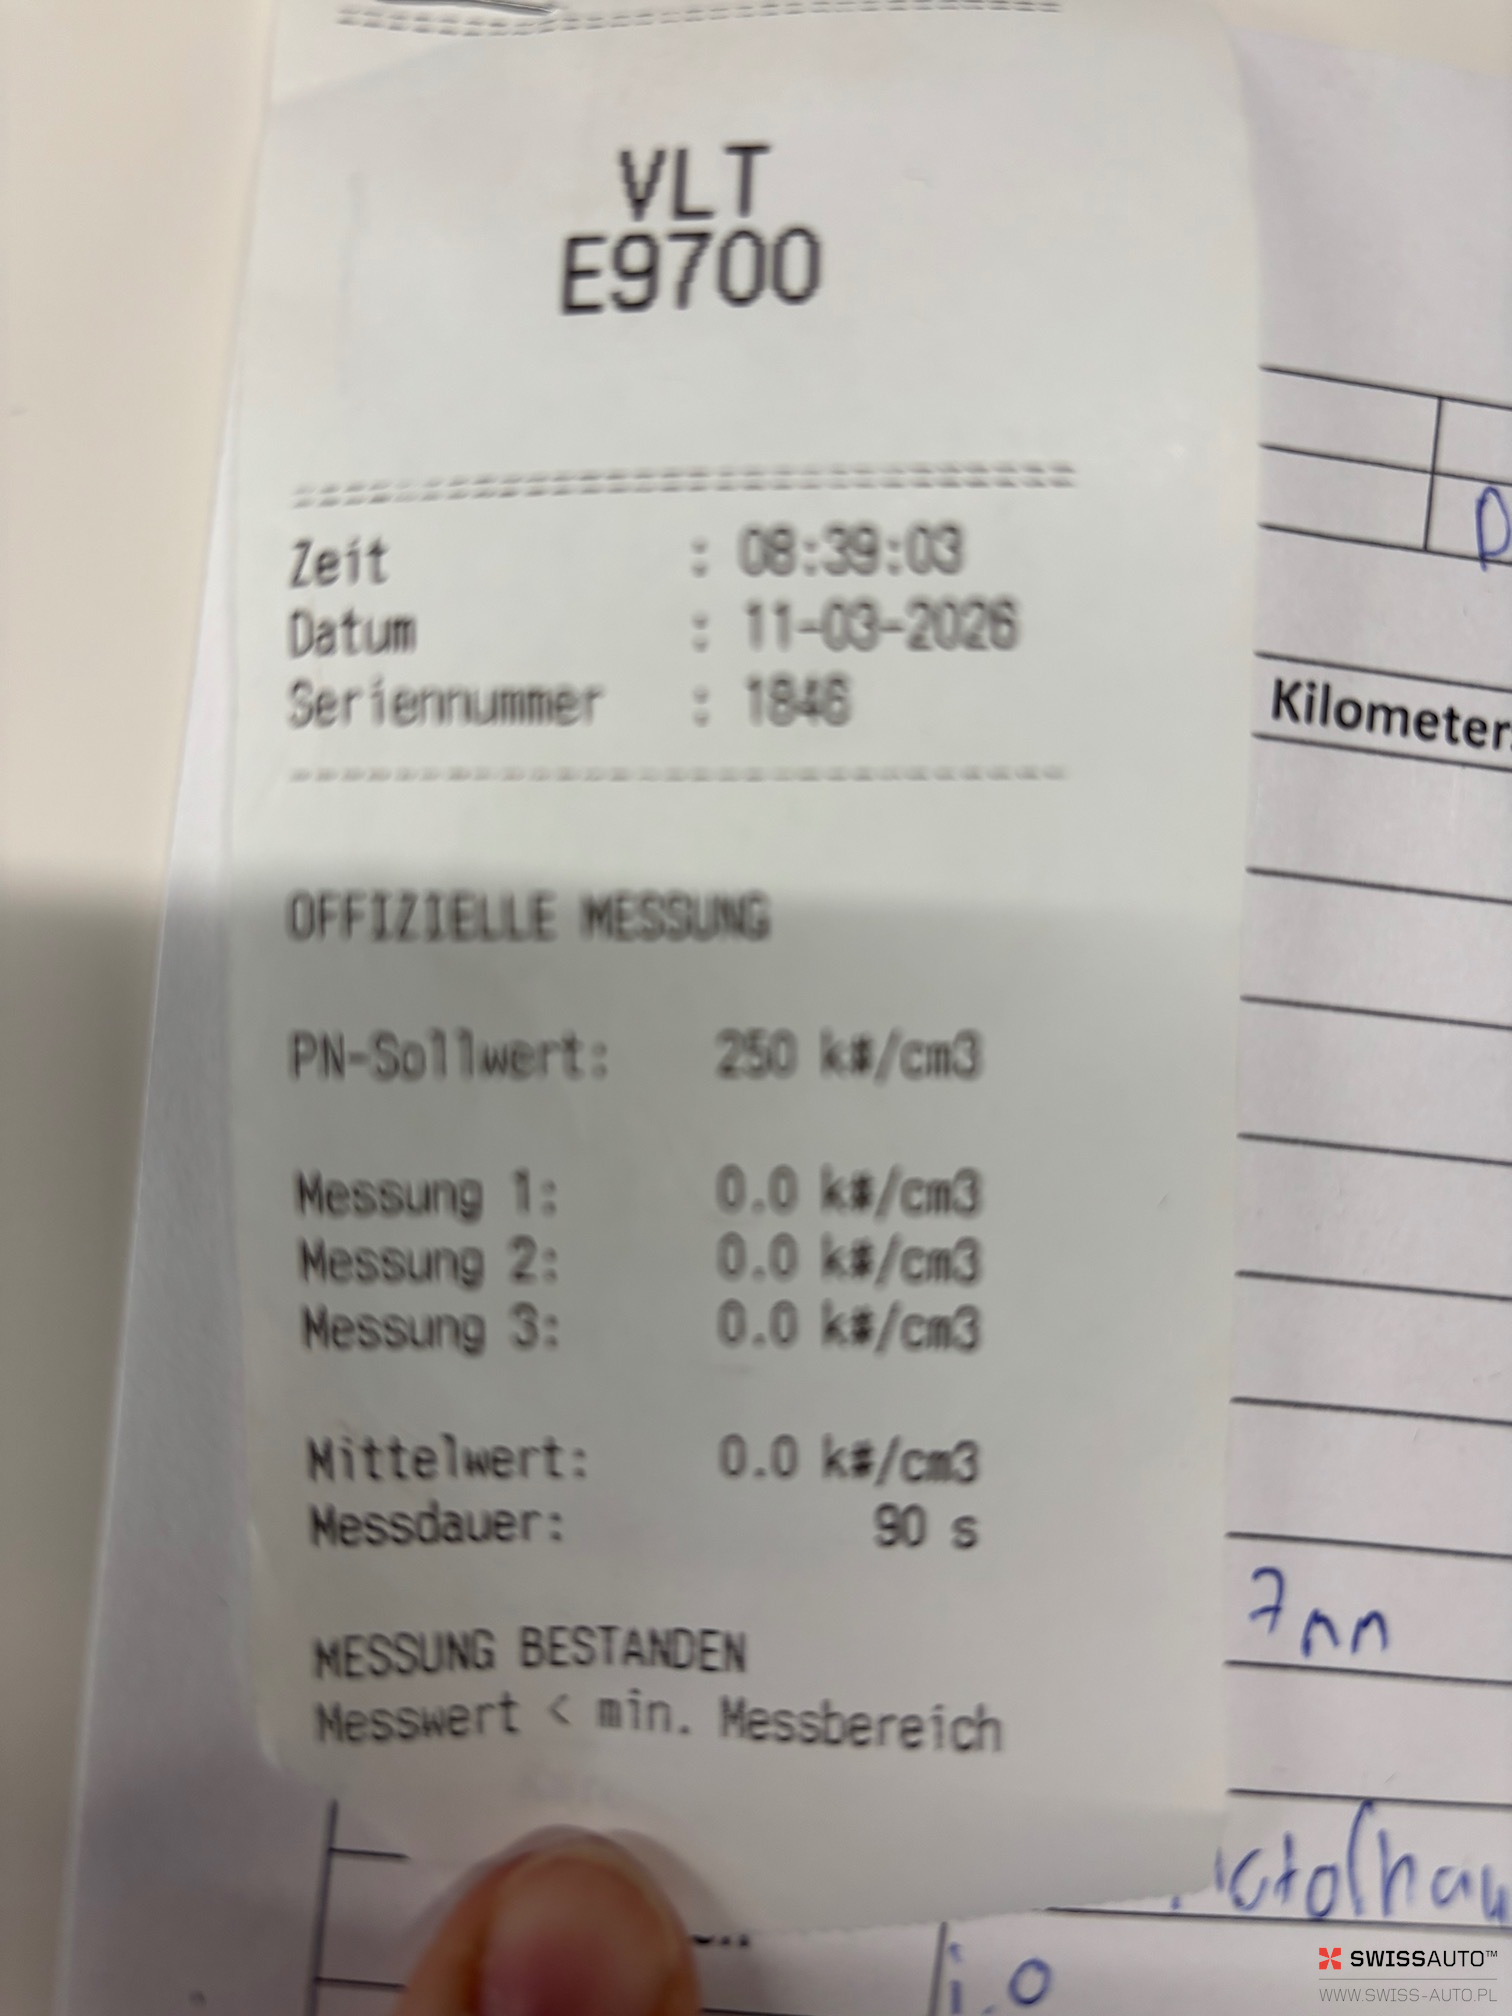 VLT
E9700
Zeit : 08:39:03
Datum : 11-03-2026
Seriennummer : 1846
Kilometer
OFFIZIELLE MESSUNG
PN-Sollwert: 250 k#/cm3
Messung 1: 0.0 k#/cm3
Messung 2: 0.0 k#/cm3
Messung 3: 0.0 k#/cm3
Mittelwert: 0.0 k#/cm3
Messdauer: 90 s
7mm
MESSUNG BESTANDEN
Messwert < min. Messbereich
i.o
SWISSAUTO™
WWW.SWISS-AUTO.PL